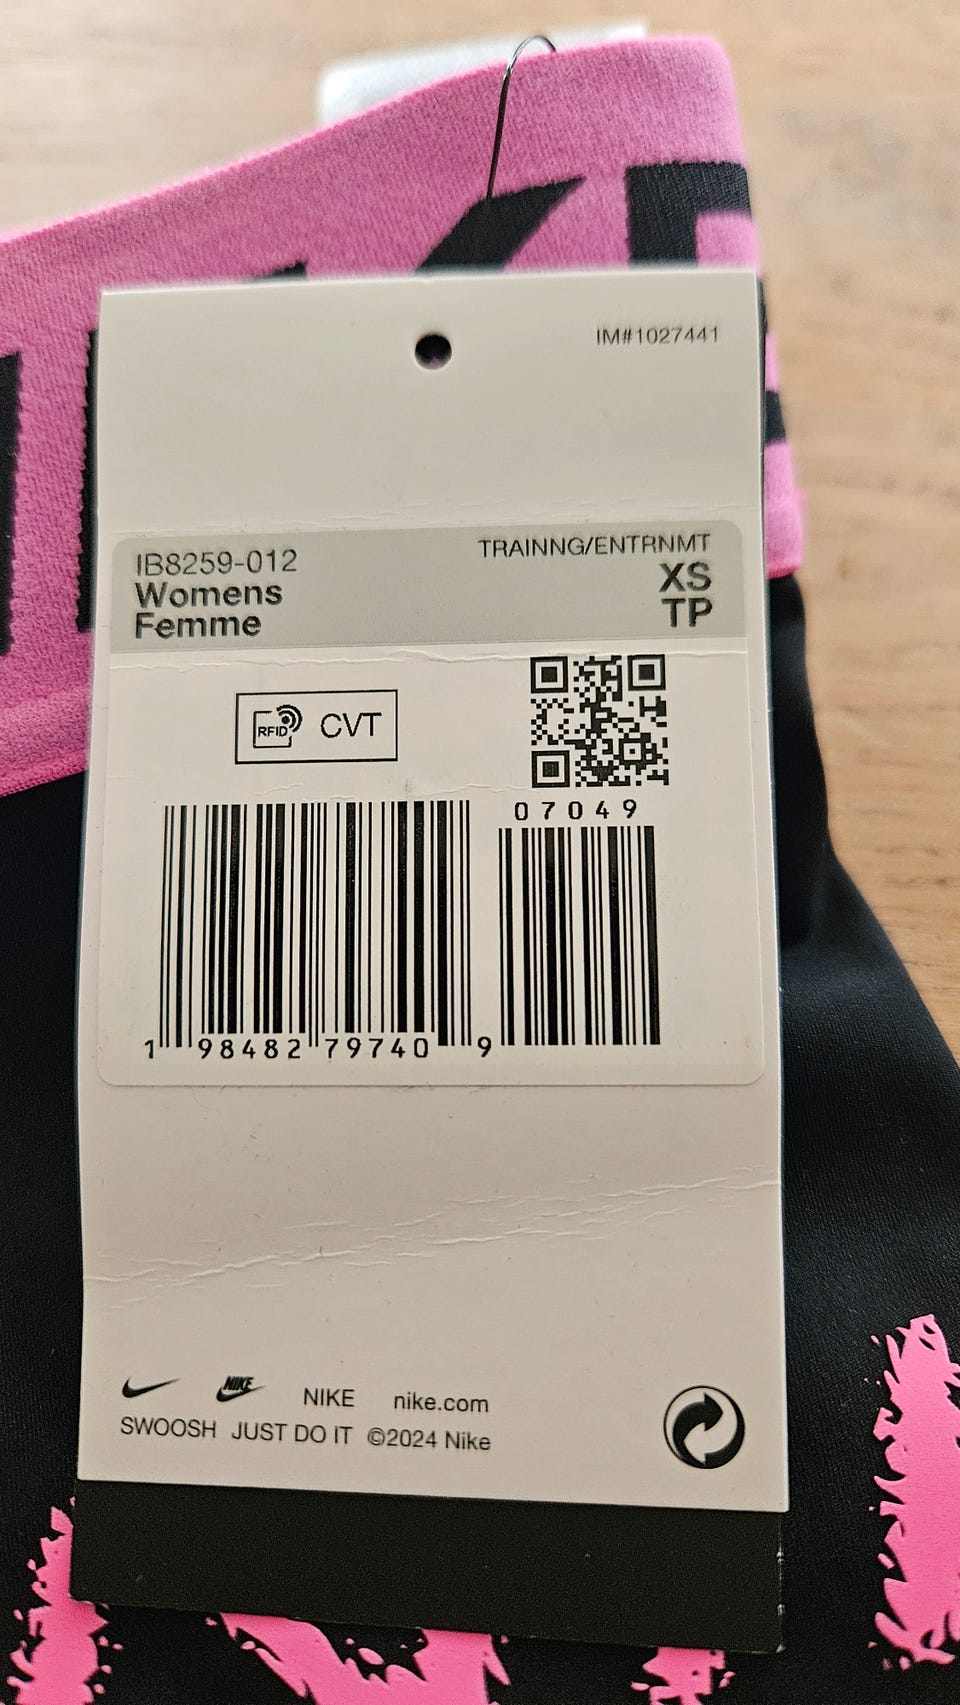 IM#1027441
IB8259-012
Womens
Femme
TRAINNG/ENTRNMT
XS
TP
RFID CVT
07049
1 98482 79740 9
NIKE NIKE nike.com
SWOOSH JUST DO IT ©2024 Nike